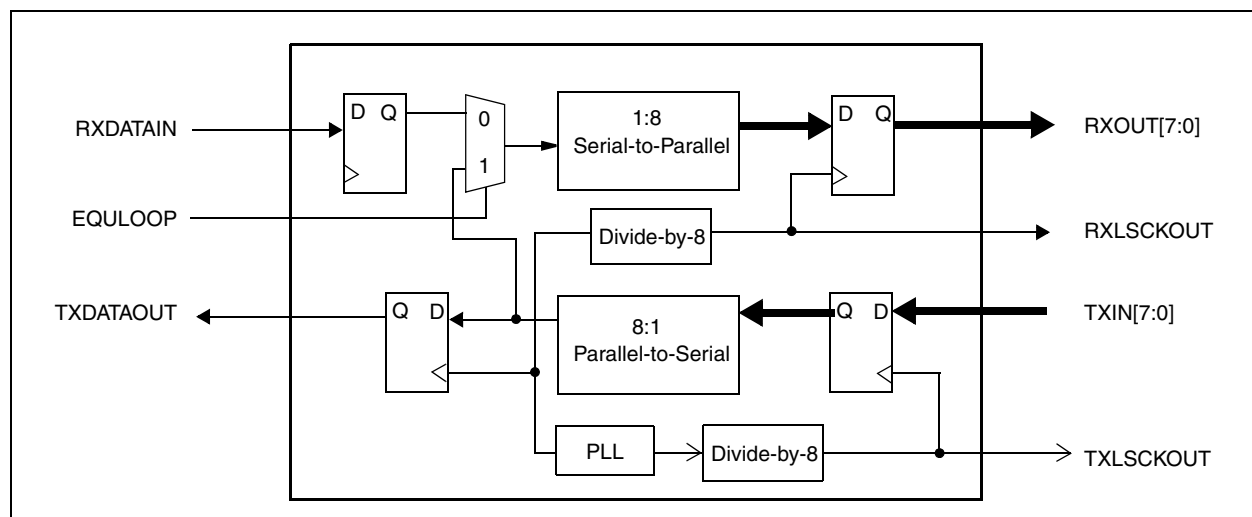 D Q
0
1
1:8
Serial-to-Parallel
D Q
RXDATAIN
RXOUT[7:0]
EQULOOP
Divide-by-8
RXLSCKOUT
TXDATAOUT
Q D
8:1
Parallel-to-Serial
Q D
TXIN[7:0]
PLL
Divide-by-8
TXLSCKOUT